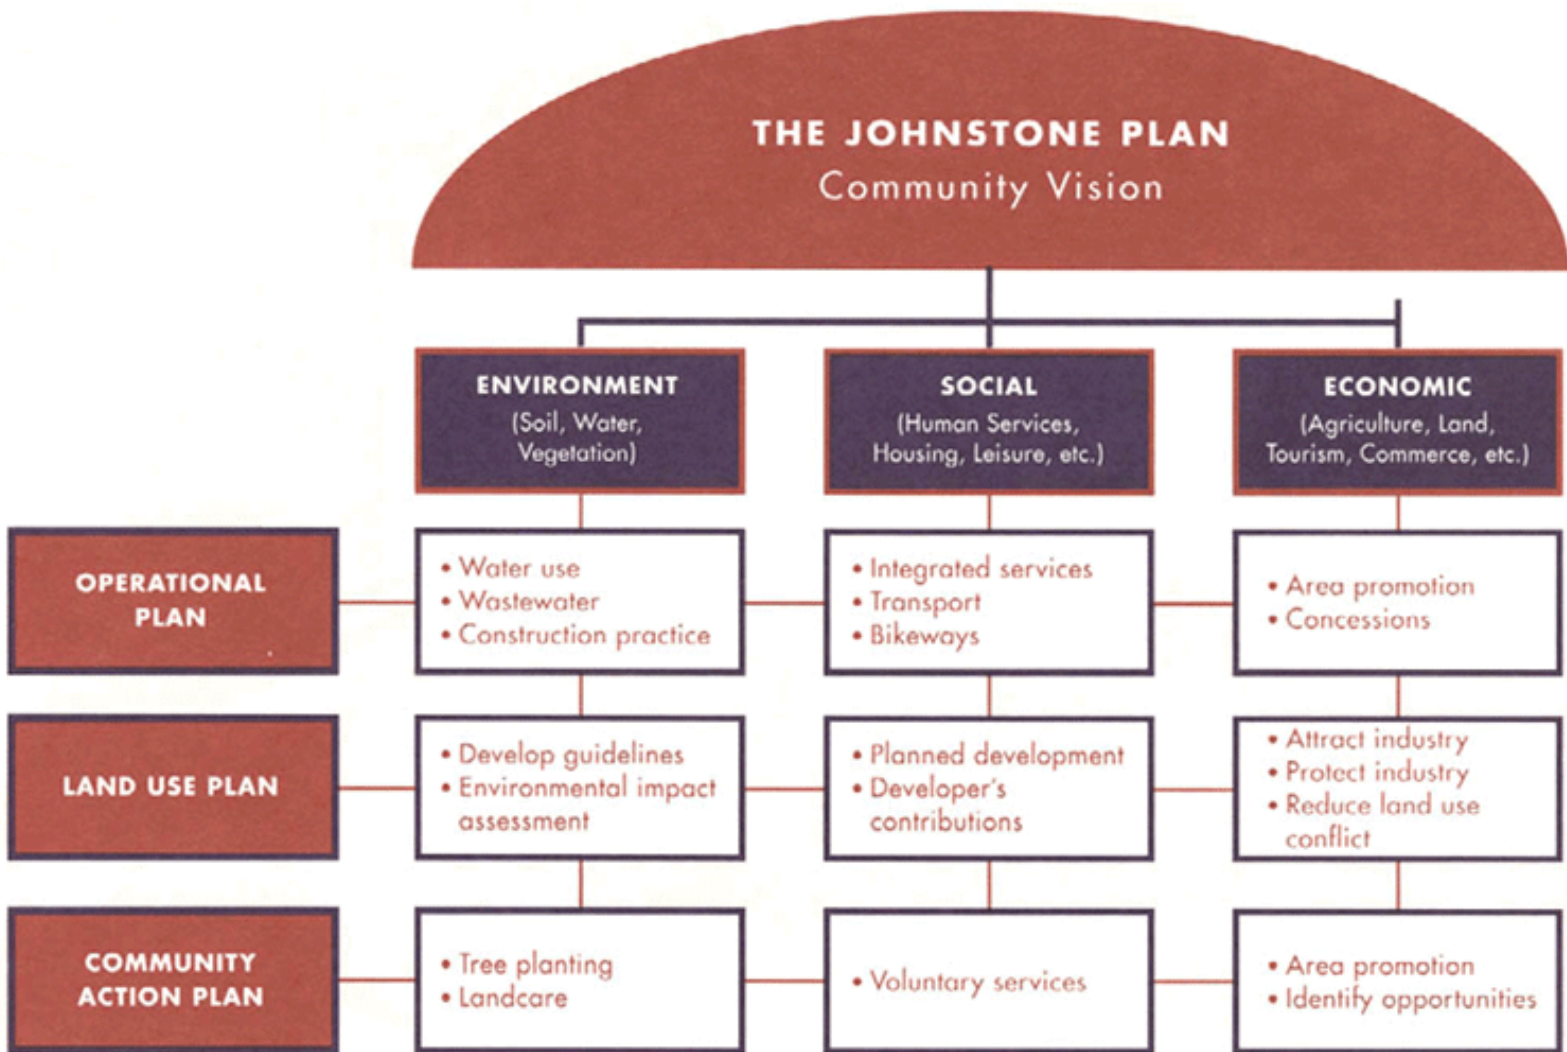 THE JOHNSTONE PLAN
Community Vision
ENVIRONMENT
(Soil, Water,
Vegetation)
SOCIAL
(Human Services,
Housing, Leisure, etc.)
ECONOMIC
(Agriculture, Land,
Tourism, Commerce, etc.)
OPERATIONAL
PLAN
• Water use
• Wastewater
• Construction practice
• Integrated services
• Transport
• Bikeways
• Area promotion
• Concessions
LAND USE PLAN
• Develop guidelines
• Environmental impact
assessment
• Planned development
• Developer's
contributions
• Attract industry
• Protect industry
• Reduce land use
conflict
COMMUNITY
ACTION PLAN
• Tree planting
• Landcare
• Voluntary services
• Area promotion
• Identify opportunities